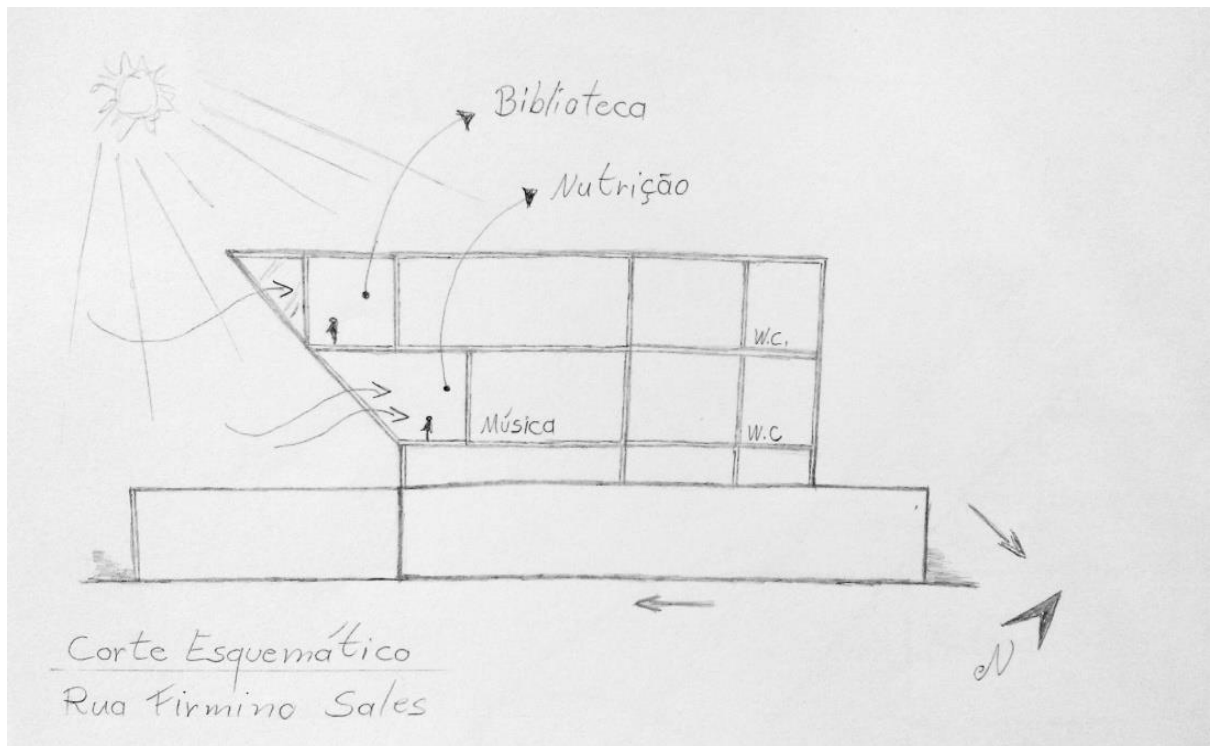 Biblioteca
Nutrição
W.C.
Música
W.C
N
Corte Esquemático
Rua Firmino Sales